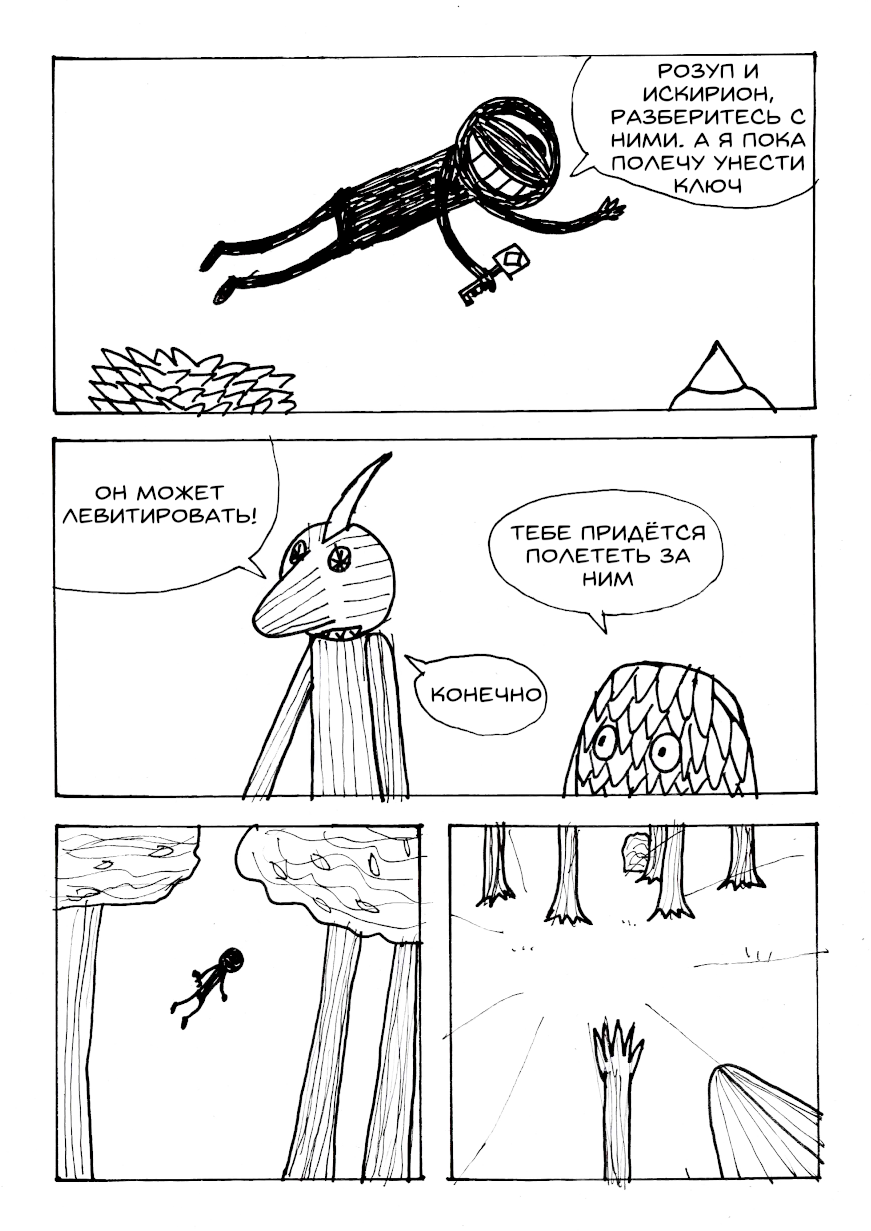 РОЗУП И
ИСКИРИОН,
РАЗБЕРИТЕСЬ С
НИМИ. А Я ПОКА
ПОЛЕЧУ УНЕСТИ
КЛЮЧ
ОН МОЖЕТ
ЛЕВИТИРОВАТЬ!
ТЕБЕ ПРИДЁТСЯ
ПОЛЕТЕТЬ ЗА
НИМ
КОНЕЧНО